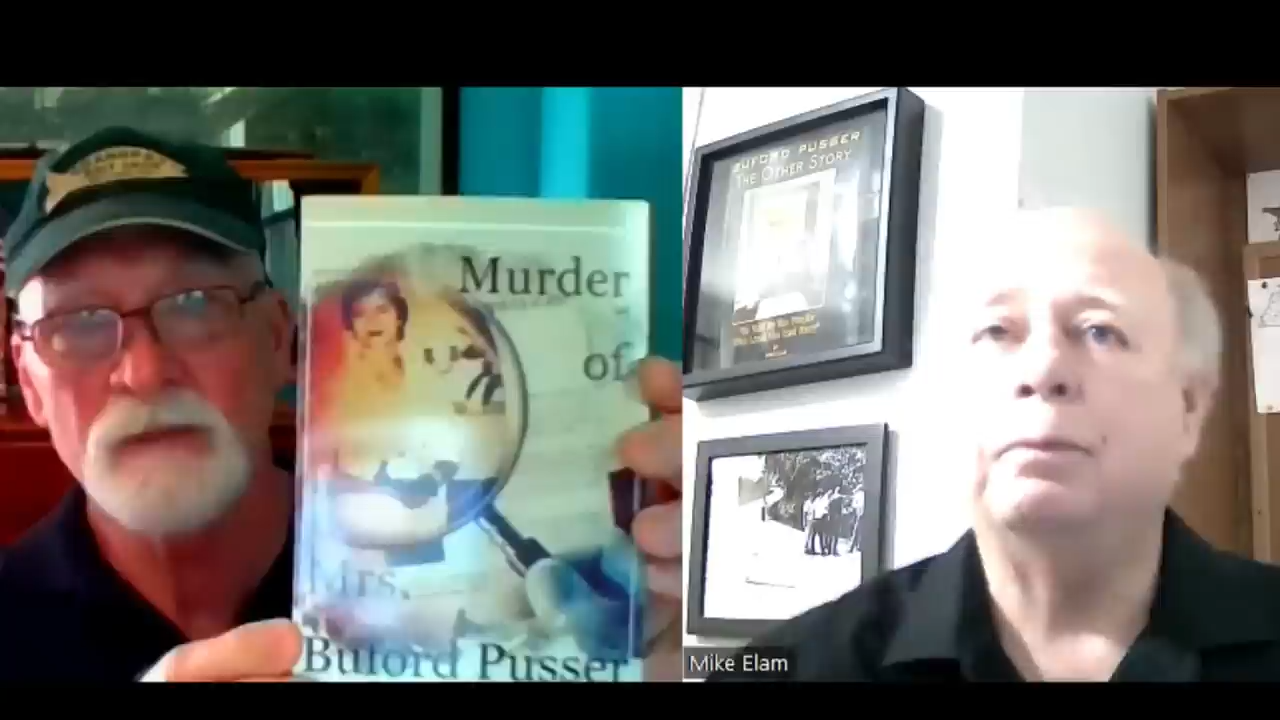 Murder
of
Mrs.
Buford Pusser
BUFORD PUSSER
THE OTHER STORY
Mike Elam